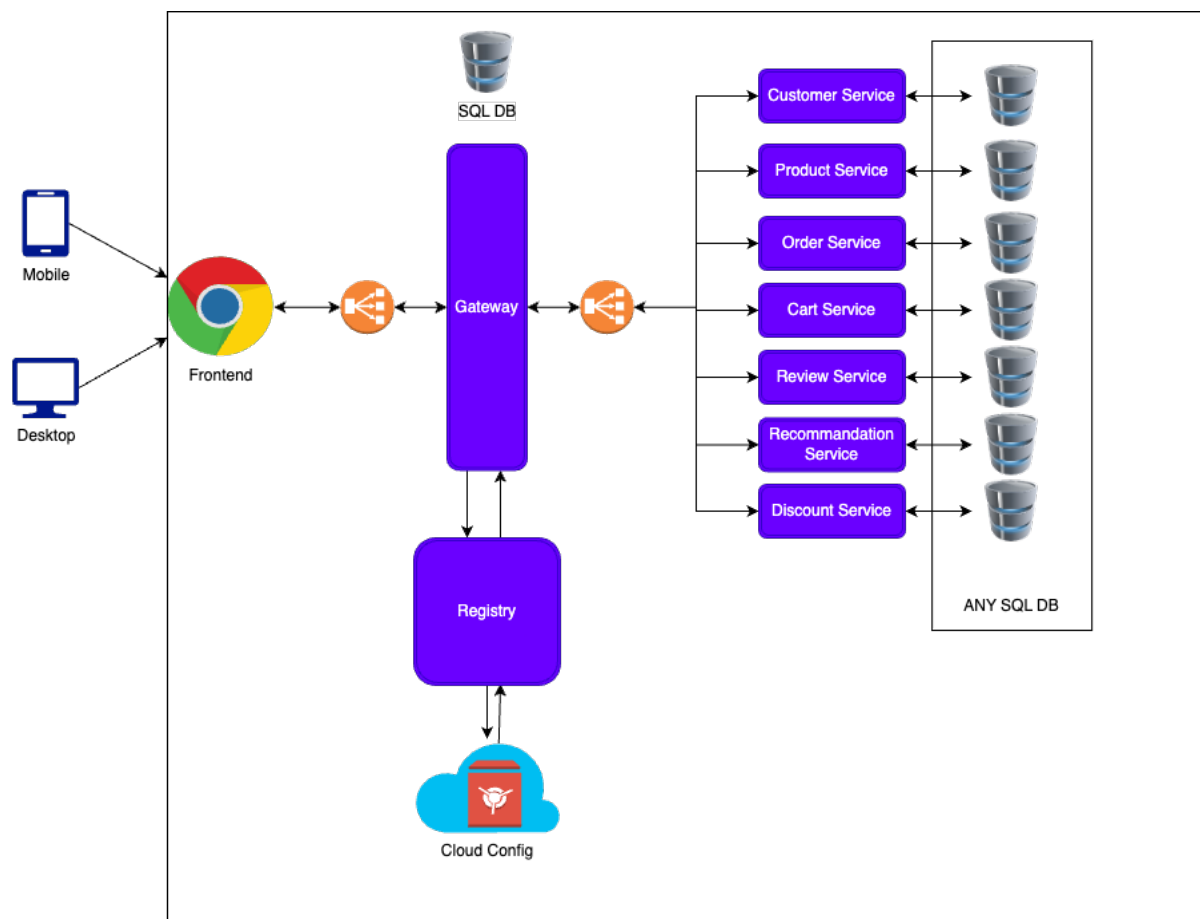 SQL DB
Customer Service
Product Service
Mobile
Order Service
Gateway
Cart Service
Frontend
Review Service
Desktop
Recommandation
Service
Discount Service
Registry
ANY SQL DB
Cloud Config